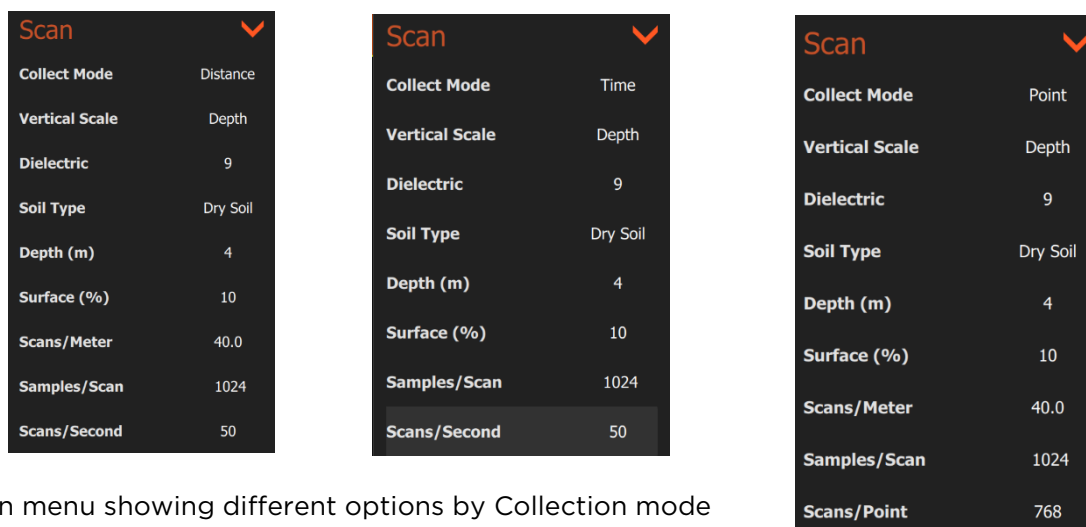 Scan
Collect Mode Distance
Vertical Scale Depth
Dielectric 9
Soil Type Dry Soil
Depth (m) 4
Surface (%) 10
Scans/Meter 40.0
Samples/Scan 1024
Scans/Second 50
Scan
Collect Mode Time
Vertical Scale Depth
Dielectric 9
Soil Type Dry Soil
Depth (m) 4
Surface (%) 10
Samples/Scan 1024
Scans/Second 50
Scan
Collect Mode Point
Vertical Scale Depth
Dielectric 9
Soil Type Dry Soil
Depth (m) 4
Surface (%) 10
Scans/Meter 40.0
Samples/Scan 1024
Scans/Point 768
n menu showing different options by Collection mode